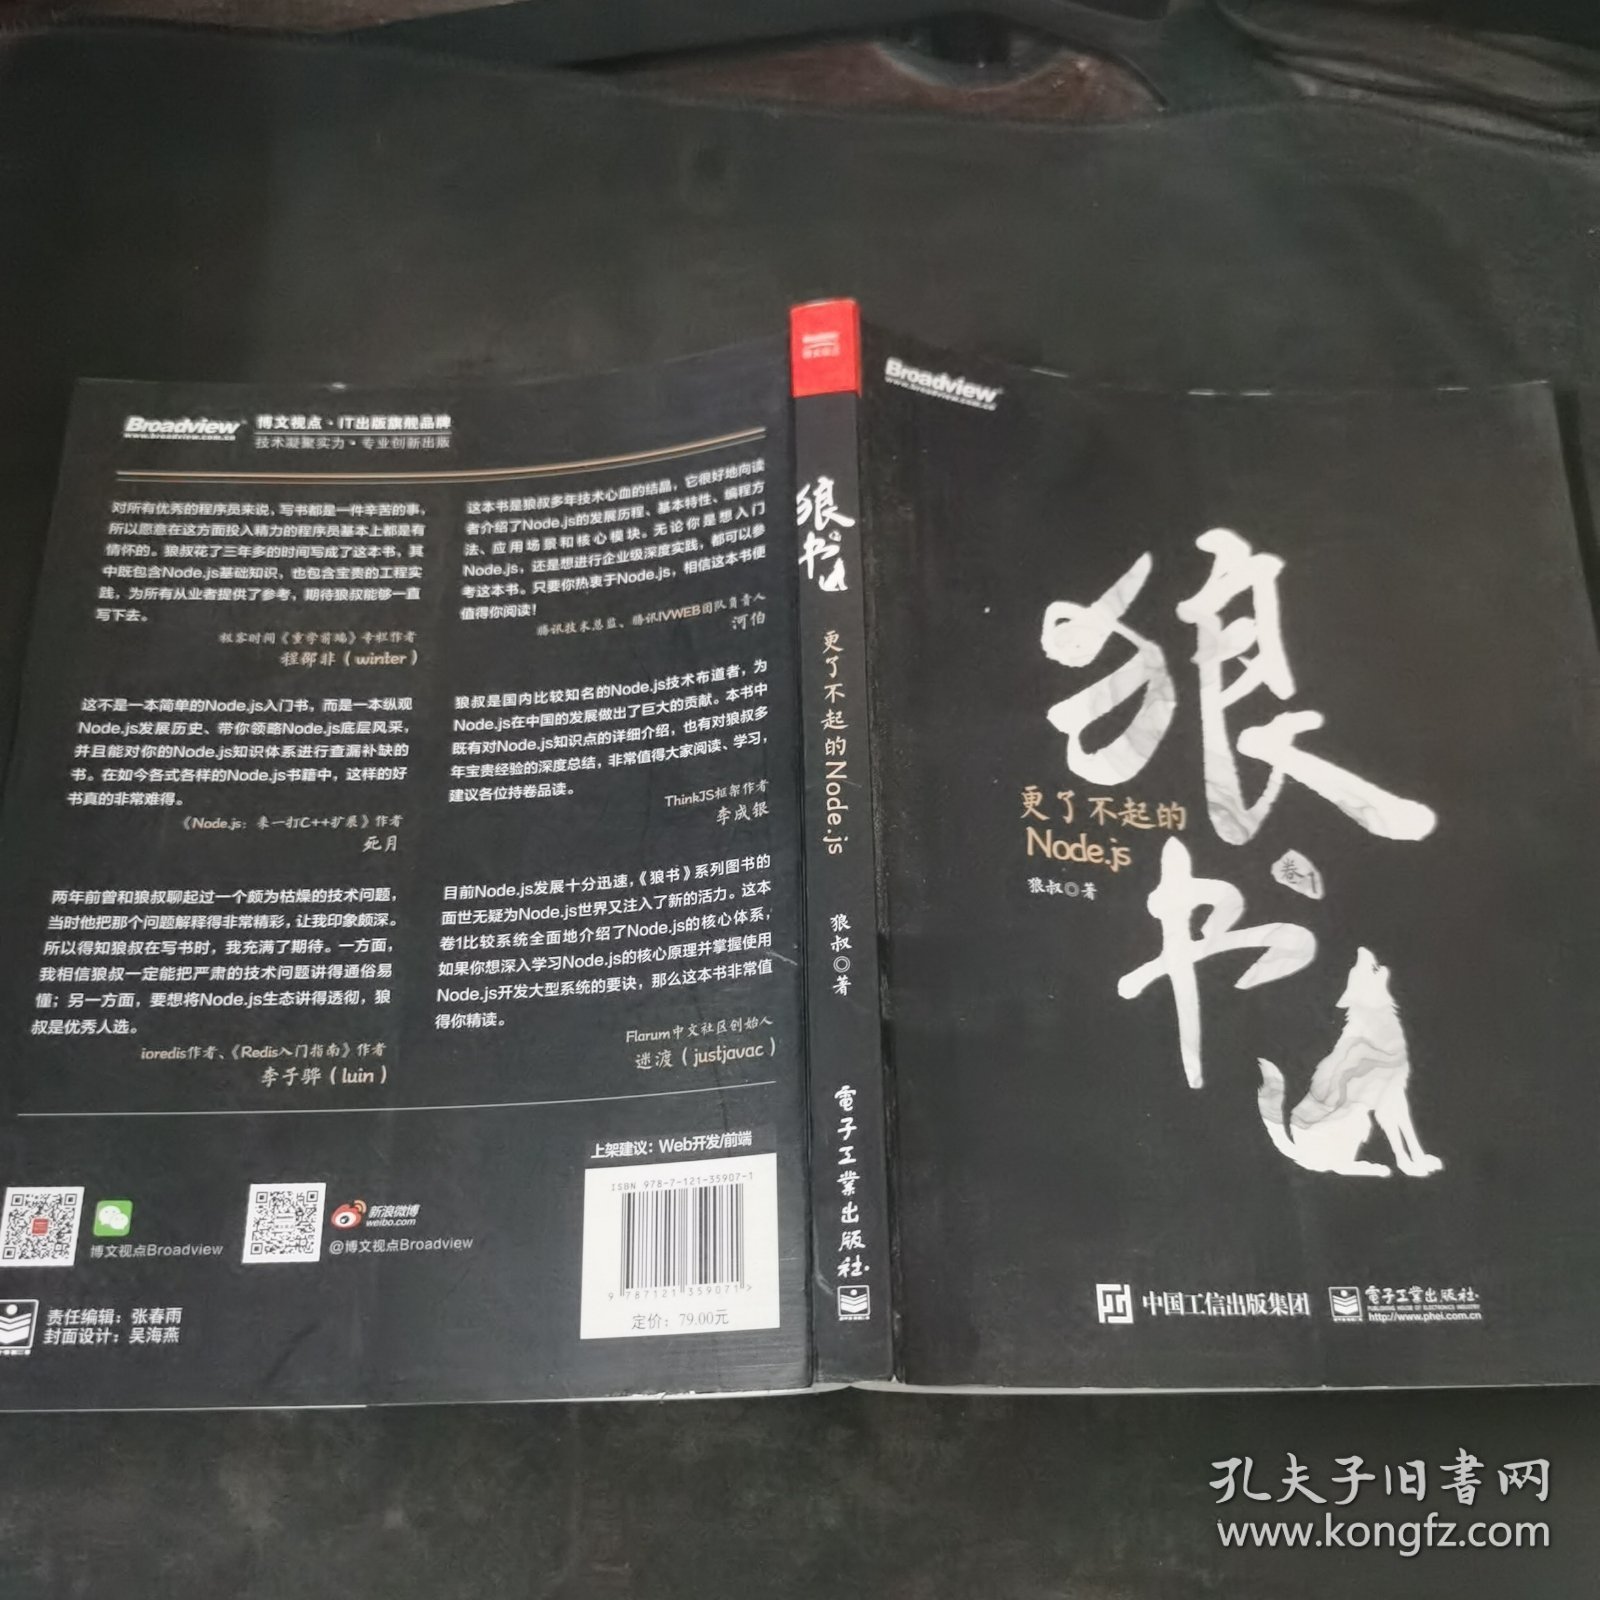 Broadview®
www.broadview.com.cn
博文视点·IT出版旗舰品牌
技术凝聚实力·专业创新出版
对所有优秀的程序员来说，写书都是一件辛苦的事，
所以愿意在这方面投入精力的程序员基本上都是有
情怀的。狼叔花了三年多的时间写成了这本书，其
中既包含Node.js基础知识，也包含宝贵的工程实
践，为所有从业者提供了参考，期待狼叔能够一直
写下去。
极客时间《重学前端》专栏作者
程邵非（winter）
这不是一本简单的Node.js入门书，而是一本纵观
Node.js发展历史、带你领略Node.js底层风采，
并且能对你的Node.js知识体系进行查漏补缺的
书。在如今各式各样的Node.js书籍中，这样的好
书真的非常难得。
《Node.js：来一打C++扩展》作者
死月
两年前曾和狼叔聊起过一个颇为枯燥的技术问题，
当时他把那个问题解释得非常精彩，让我印象颇深。
所以得知狼叔在写书时，我充满了期待。一方面，
我相信狼叔一定能把严肃的技术问题讲得通俗易
懂；另一方面，要想将Node.js生态讲得透彻，狼
叔是优秀人选。
ioredis作者、《Redis入门指南》作者
李子骅（luin）
这本书是狼叔多年技术心血的结晶，它很好地向读
者介绍了Node.js的发展历程、基本特性、编程方
法、应用场景和核心模块。无论你是想入门
Node.js，还是想进行企业级深度实践，都可以参
考这本书。只要你热衷于Node.js，相信这本书便
值得你阅读！
腾讯技术总监、腾讯IVWEB团队负责人
河伯
狼叔是国内比较知名的Node.js技术布道者，为
Node.js在中国的发展做出了巨大的贡献。本书中
既有对Node.js知识点的详细介绍，也有对狼叔多
年宝贵经验的深度总结，非常值得大家阅读、学习，
建议各位持卷品读。
ThinkJS框架作者
李成银
目前Node.js发展十分迅速，《狼书》系列图书的
面世无疑为Node.js世界又注入了新的活力。这本
卷1比较系统全面地介绍了Node.js的核心体系，
如果你想深入学习Node.js的核心原理并掌握使用
Node.js开发大型系统的要诀，那么这本书非常值
得你精读。
Flarum中文社区创始人
迷渡（justjavac）
上架建议：Web开发/前端
ISBN 978-7-121-35907-1
9 787121 359071 >
定价：79.00元
博文视点Broadview
新浪微博
weibo.com
@博文视点Broadview
责任编辑：张春雨
封面设计：吴海燕
狼书
更了不起的Node.js
狼叔◎著
電子工業出版社·
Broadview®
www.broadview.com.cn
狼书
卷1
更了不起的
Node.js
狼叔◎著
中国工信出版集团
電子工業出版社·
PUBLISHING HOUSE OF ELECTRONICS INDUSTRY
http://www.phei.com.cn
孔夫子旧書网
www.kongfz.com